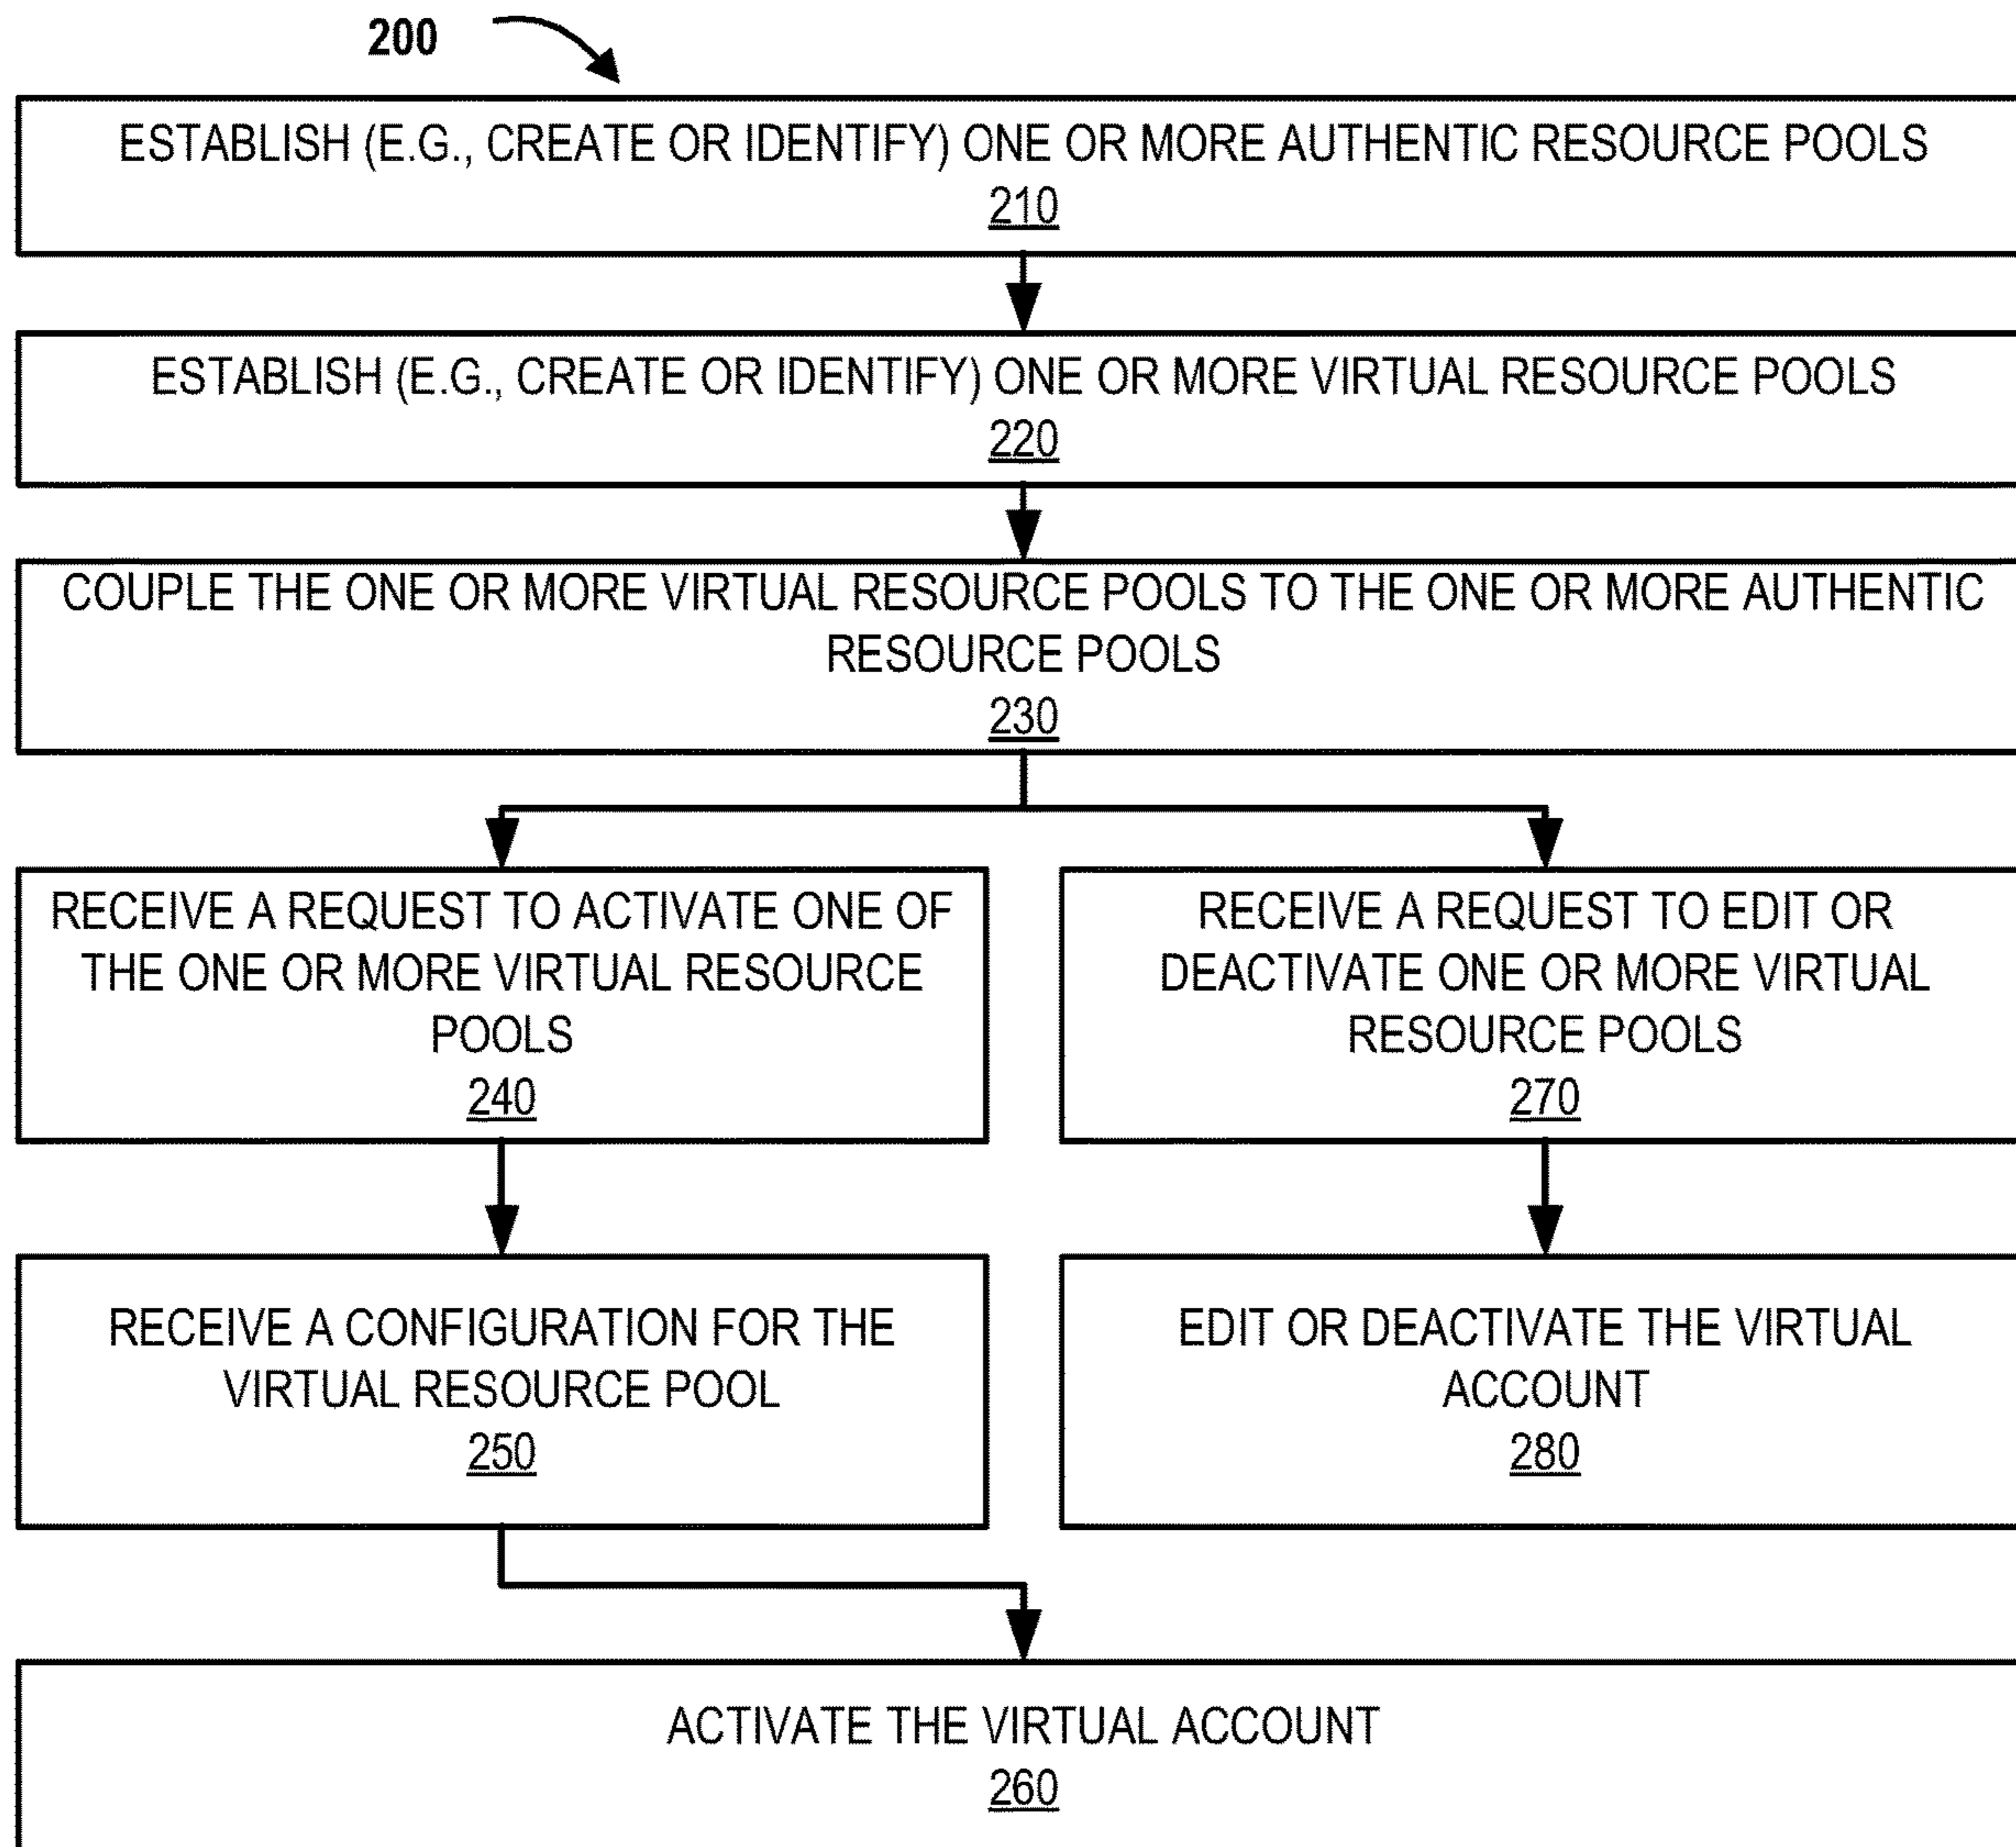 200
ESTABLISH (E.G., CREATE OR IDENTIFY) ONE OR MORE AUTHENTIC RESOURCE POOLS
210
ESTABLISH (E.G., CREATE OR IDENTIFY) ONE OR MORE VIRTUAL RESOURCE POOLS
220
COUPLE THE ONE OR MORE VIRTUAL RESOURCE POOLS TO THE ONE OR MORE AUTHENTIC
RESOURCE POOLS
230
RECEIVE A REQUEST TO ACTIVATE ONE OF
THE ONE OR MORE VIRTUAL RESOURCE
POOLS
240
RECEIVE A REQUEST TO EDIT OR
DEACTIVATE ONE OR MORE VIRTUAL
RESOURCE POOLS
270
RECEIVE A CONFIGURATION FOR THE
VIRTUAL RESOURCE POOL
250
EDIT OR DEACTIVATE THE VIRTUAL
ACCOUNT
280
ACTIVATE THE VIRTUAL ACCOUNT
260